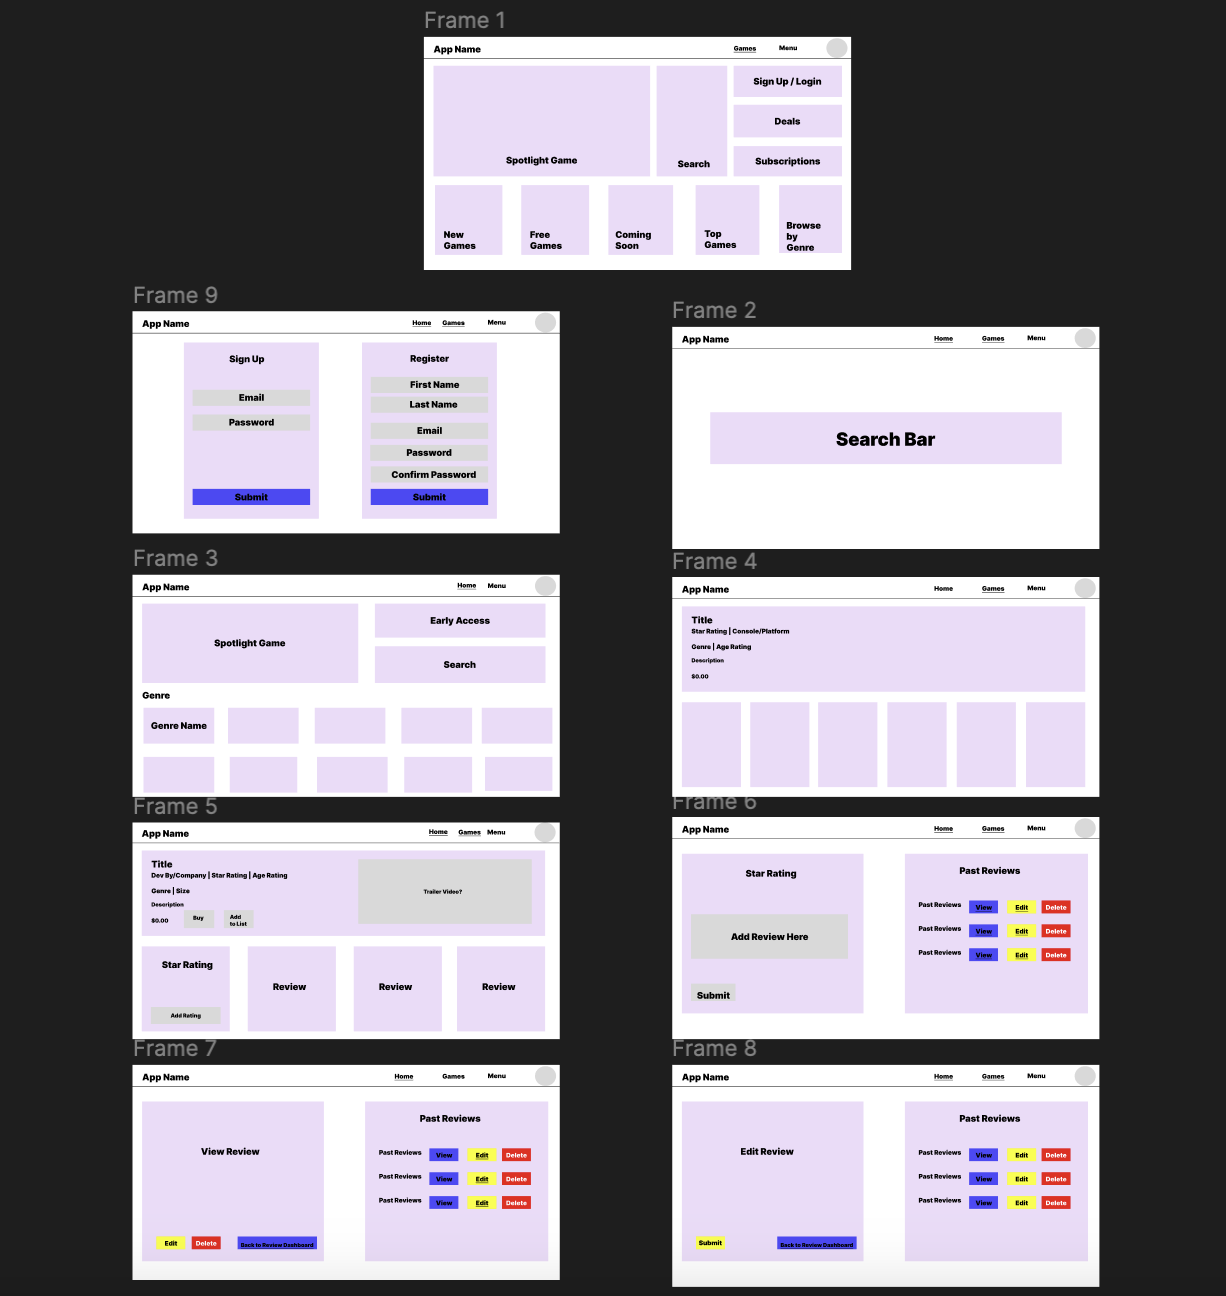 Frame 1
App Name
Games
Menu
Spotlight Game
Search
Sign Up / Login
Deals
Subscriptions
New
Games
Free
Games
Coming
Soon
Top
Games
Browse
by
Genre
Frame 9
App Name
Home
Games
Menu
Sign Up
Email
Password
Submit
Register
First Name
Last Name
Email
Password
Confirm Password
Submit
Frame 2
App Name
Home
Games
Menu
Search Bar
Frame 3
App Name
Home
Menu
Spotlight Game
Early Access
Search
Genre
Genre Name
Frame 4
App Name
Home
Games
Menu
Title
Star Rating | Console/Platform
Genre | Age Rating
Description
$0.00
Frame 5
App Name
Home
Games
Menu
Title
Dev By/Company | Star Rating | Age Rating
Genre | Size
Description
$0.00
Buy
Add
to List
Trailer Video?
Star Rating
Add Rating
Review
Review
Review
Frame 6
App Name
Home
Games
Menu
Star Rating
Add Review Here
Submit
Past Reviews
Past Reviews View Edit Delete
Past Reviews View Edit Delete
Past Reviews View Edit Delete
Frame 7
App Name
Home
Games
Menu
View Review
Edit
Delete
Back to Review Dashboard
Past Reviews
Past Reviews View Edit Delete
Past Reviews View Edit Delete
Past Reviews View Edit Delete
Frame 8
App Name
Home
Games
Menu
Edit Review
Submit
Back to Review Dashboard
Past Reviews
Past Reviews View Edit Delete
Past Reviews View Edit Delete
Past Reviews View Edit Delete